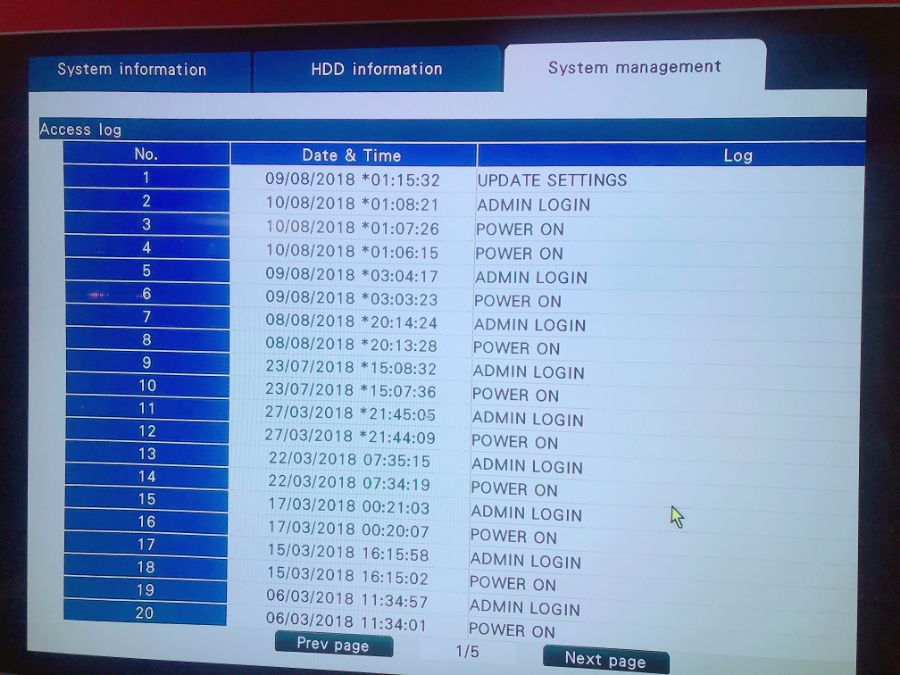 System information HDD information System management
Access log
No. Date & Time Log
1 09/08/2018 *01:15:32 UPDATE SETTINGS
2 10/08/2018 *01:08:21 ADMIN LOGIN
3 10/08/2018 *01:07:26 POWER ON
4 10/08/2018 *01:06:15 POWER ON
5 09/08/2018 *03:04:17 ADMIN LOGIN
6 09/08/2018 *03:03:23 POWER ON
7 08/08/2018 *20:14:24 ADMIN LOGIN
8 08/08/2018 *20:13:28 POWER ON
9 23/07/2018 *15:08:32 ADMIN LOGIN
10 23/07/2018 *15:07:36 POWER ON
11 27/03/2018 *21:45:05 ADMIN LOGIN
12 27/03/2018 *21:44:09 POWER ON
13 22/03/2018 07:35:15 ADMIN LOGIN
14 22/03/2018 07:34:19 POWER ON
15 17/03/2018 00:21:03 ADMIN LOGIN
16 17/03/2018 00:20:07 POWER ON
17 15/03/2018 16:15:58 ADMIN LOGIN
18 15/03/2018 16:15:02 POWER ON
19 06/03/2018 11:34:57 ADMIN LOGIN
20 06/03/2018 11:34:01 POWER ON
Prev page 1/5 Next page